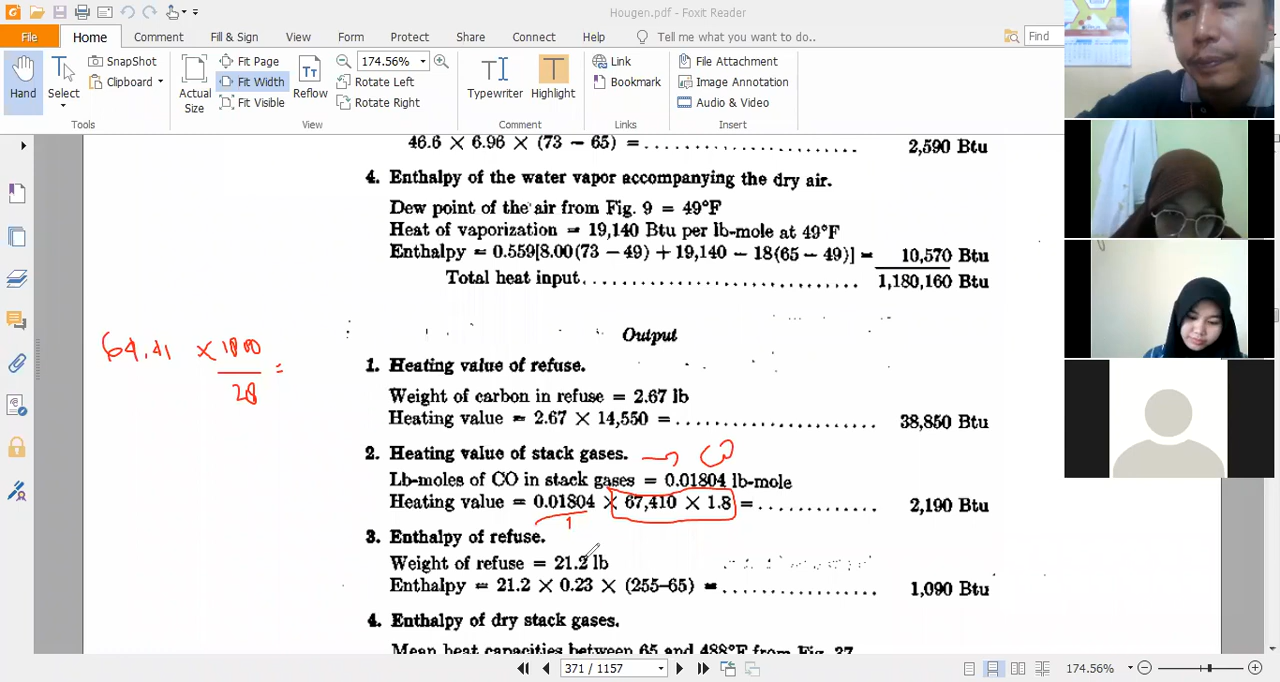 Hougen.pdf - Foxit Reader
File Home Comment Fill & Sign View Form Protect Share Connect Help Tell me what you want to do.. Find
Hand
Select
SnapShot
Clipboard
Tools
Actual Size
Fit Page
Fit Width
Fit Visible
Reflow
174.56%
Rotate Left
Rotate Right
View
Typewriter
Highlight
Comment
Link
Bookmark
Links
File Attachment
Image Annotation
Audio & Video
Insert
46.6 × 6.96 × (73 − 65) = .......................... 2,590 Btu
4. Enthalpy of the water vapor accompanying the dry air.
Dew point of the air from Fig. 9 = 49°F
Heat of vaporization = 19,140 Btu per lb-mole at 49°F
Enthalpy = 0.559[8.00(73 − 49) + 19,140 − 18(65 − 49)] = 10,570 Btu
Total heat input.................................. 1,180,160 Btu
Output
64.41 × 1000 / 28 =
1. Heating value of refuse.
Weight of carbon in refuse = 2.67 lb
Heating value = 2.67 × 14,550 = ........................ 38,850 Btu
2. Heating value of stack gases. → CO
Lb-moles of CO in stack gases = 0.01804 lb-mole
Heating value = 0.01804 × 67,410 × 1.8 = .............. 2,190 Btu
1
3. Enthalpy of refuse.
Weight of refuse = 21.2 lb
Enthalpy = 21.2 × 0.23 × (255–65) = .................. 1,090 Btu
4. Enthalpy of dry stack gases.
Mean heat capacities between 65 and 488°F from Fig. 27
371 / 1157
174.56%